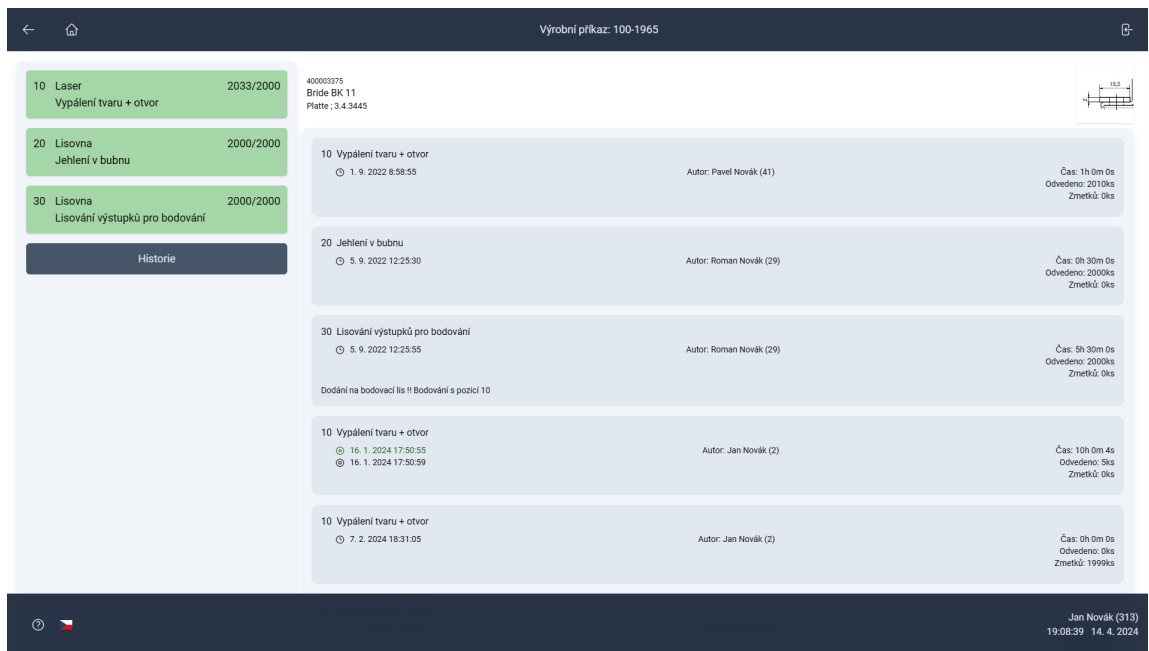 Výrobní příkaz: 100-1965
10 Laser 2033/2000
Vypálení tvaru + otvor
20 Lisovna 2000/2000
Jehlení v bubnu
30 Lisovna 2000/2000
Lisování výstupků pro bodování
Historie
400003375
Bride BK 11
Platte ; 3.4.3445
13,5
2
10 Vypálení tvaru + otvor
1. 9. 2022 8:58:55 Autor: Pavel Novák (41) Čas: 1h 0m 0s
Odvedeno: 2010ks
Zmetků: 0ks
20 Jehlení v bubnu
5. 9. 2022 12:25:30 Autor: Roman Novák (29) Čas: 0h 30m 0s
Odvedeno: 2000ks
Zmetků: 0ks
30 Lisování výstupků pro bodování
5. 9. 2022 12:25:55 Autor: Roman Novák (29) Čas: 5h 30m 0s
Odvedeno: 2000ks
Zmetků: 0ks
Dodání na bodovací lis !! Bodování s pozicí 10
10 Vypálení tvaru + otvor
16. 1. 2024 17:50:55 Autor: Jan Novák (2) Čas: 10h 0m 4s
16. 1. 2024 17:50:59 Odvedeno: 5ks
Zmetků: 0ks
10 Vypálení tvaru + otvor
7. 2. 2024 18:31:05 Autor: Jan Novák (2) Čas: 0h 0m 0s
Odvedeno: 0ks
Zmetků: 1999ks
Jan Novák (313)
19:08:39 14. 4. 2024